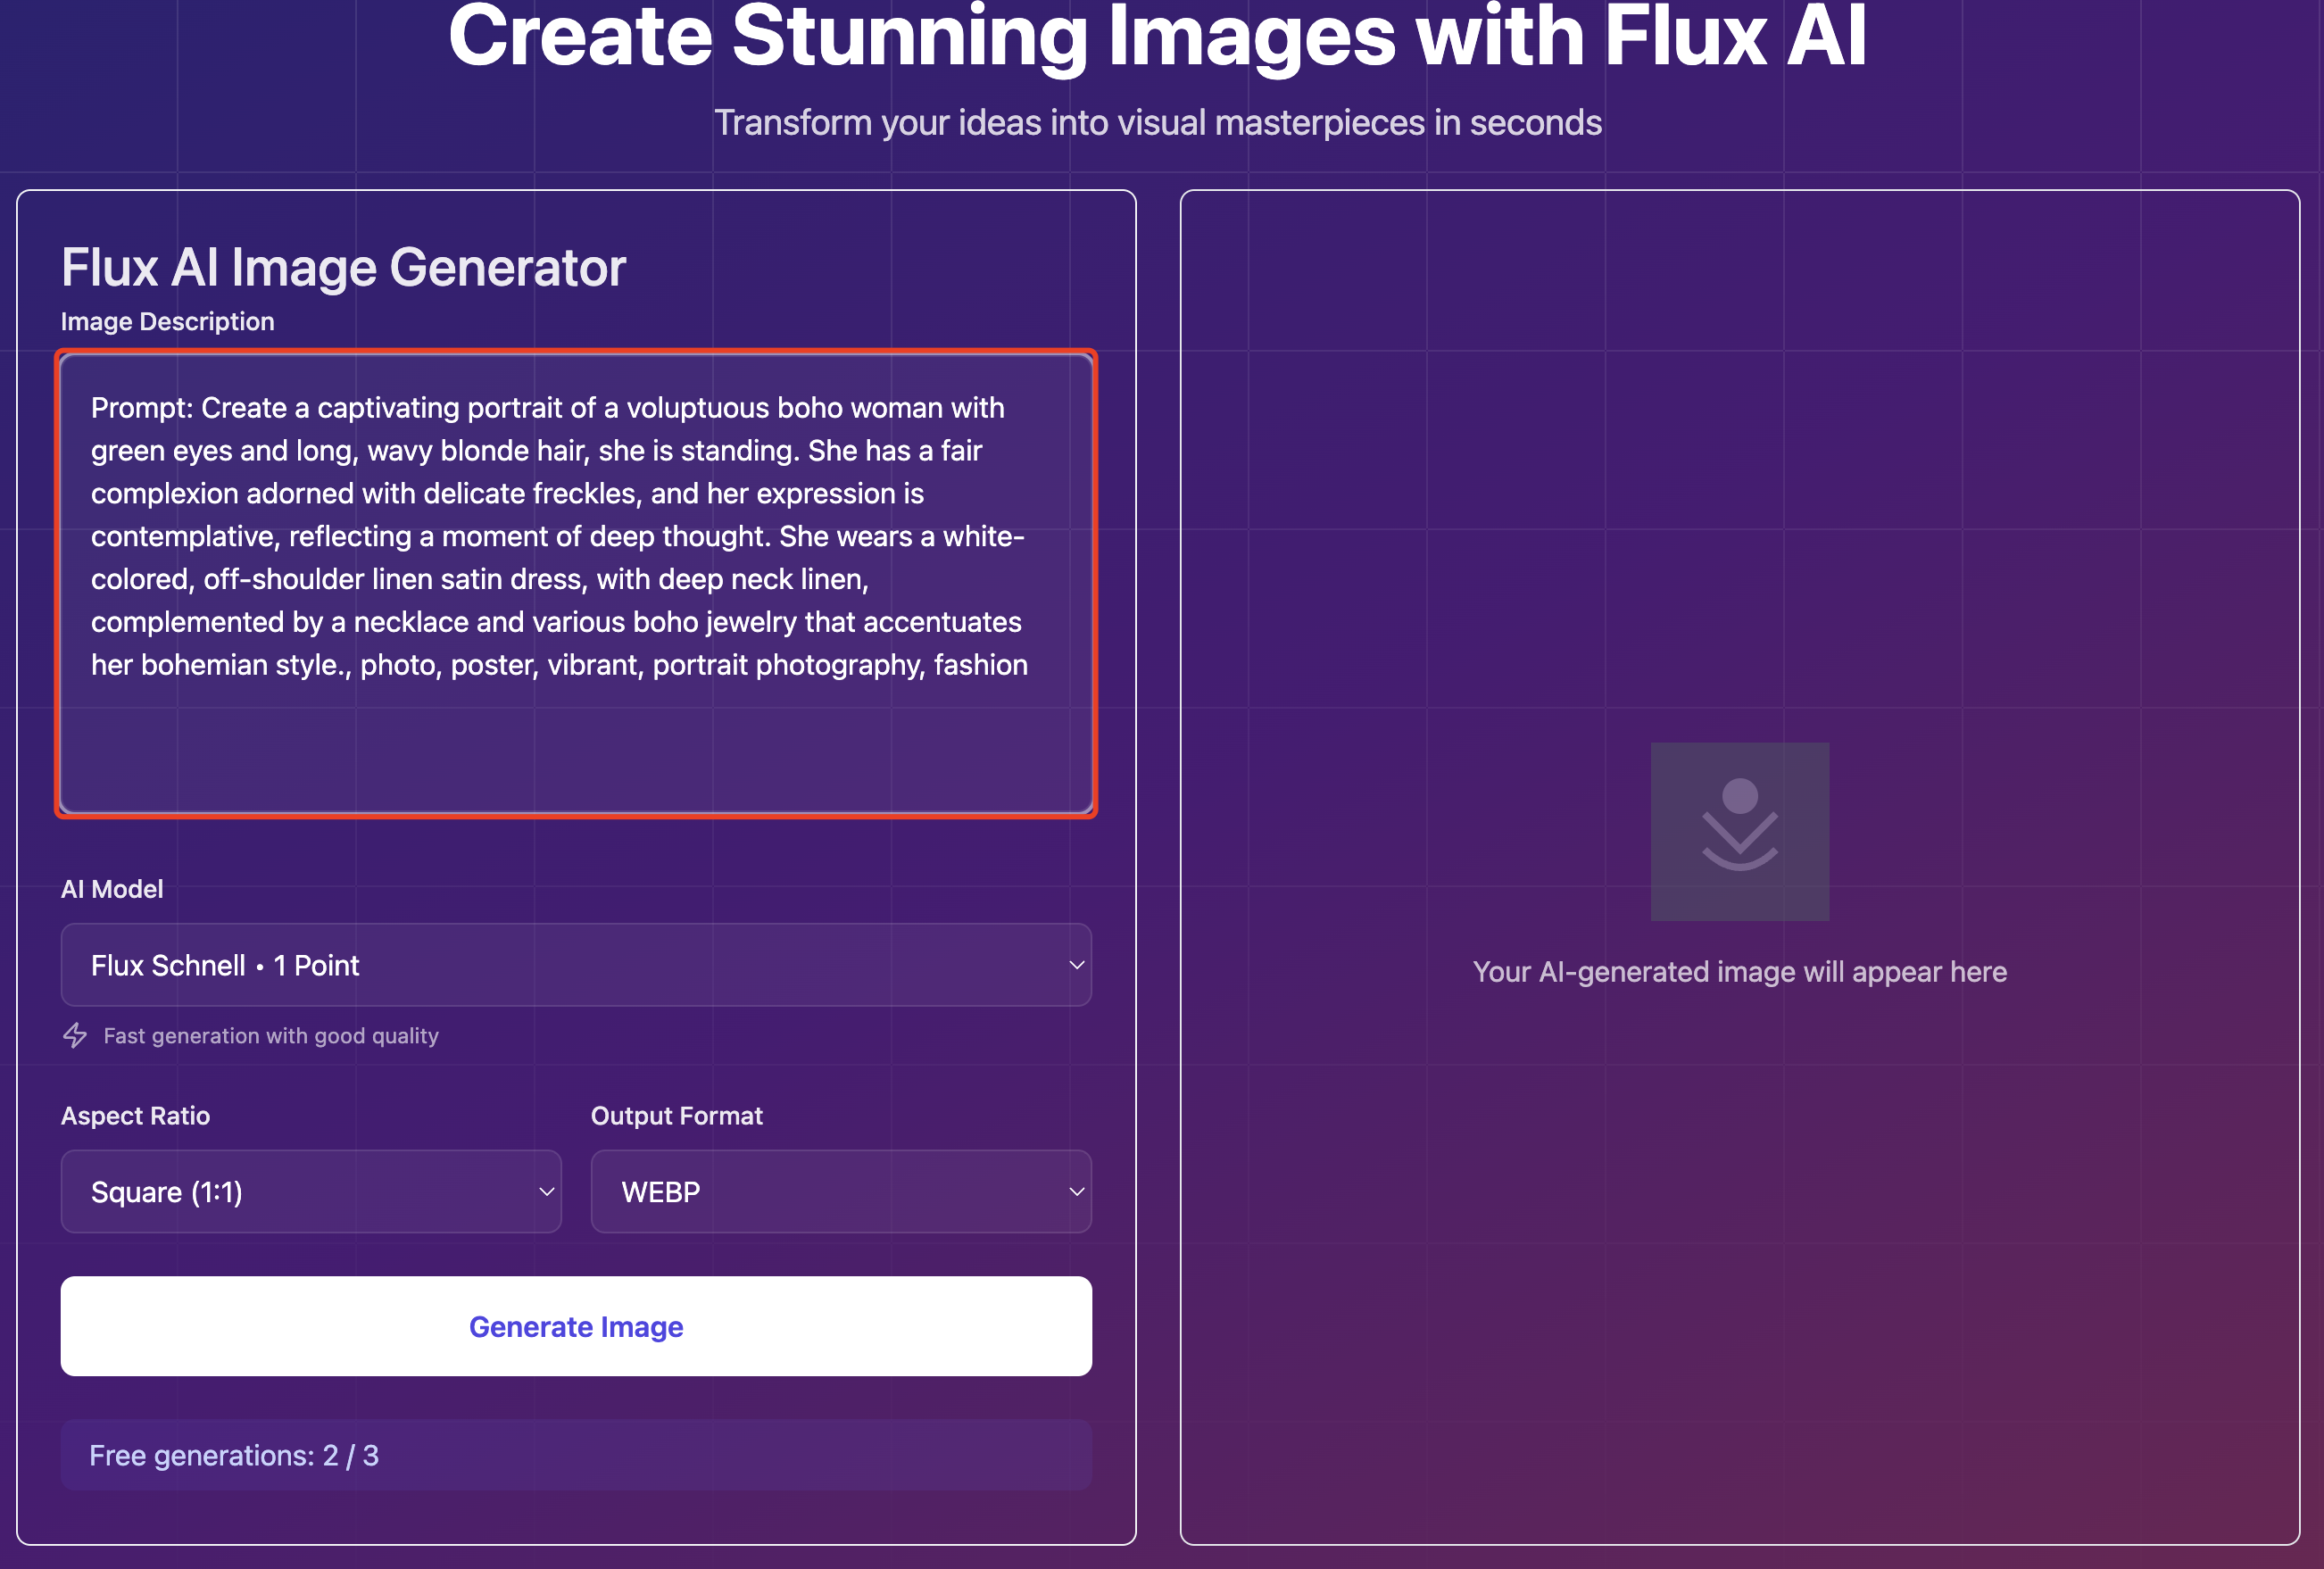 Create Stunning Images with Flux AI
Transform your ideas into visual masterpieces in seconds
Flux AI Image Generator
Image Description
Prompt: Create a captivating portrait of a voluptuous boho woman with
green eyes and long, wavy blonde hair, she is standing. She has a fair
complexion adorned with delicate freckles, and her expression is
contemplative, reflecting a moment of deep thought. She wears a white-
colored, off-shoulder linen satin dress, with deep neck linen,
complemented by a necklace and various boho jewelry that accentuates
her bohemian style., photo, poster, vibrant, portrait photography, fashion
AI Model
Flux Schnell • 1 Point
Fast generation with good quality
Aspect Ratio
Square (1:1)
Output Format
WEBP
Generate Image
Free generations: 2 / 3
Your AI-generated image will appear here